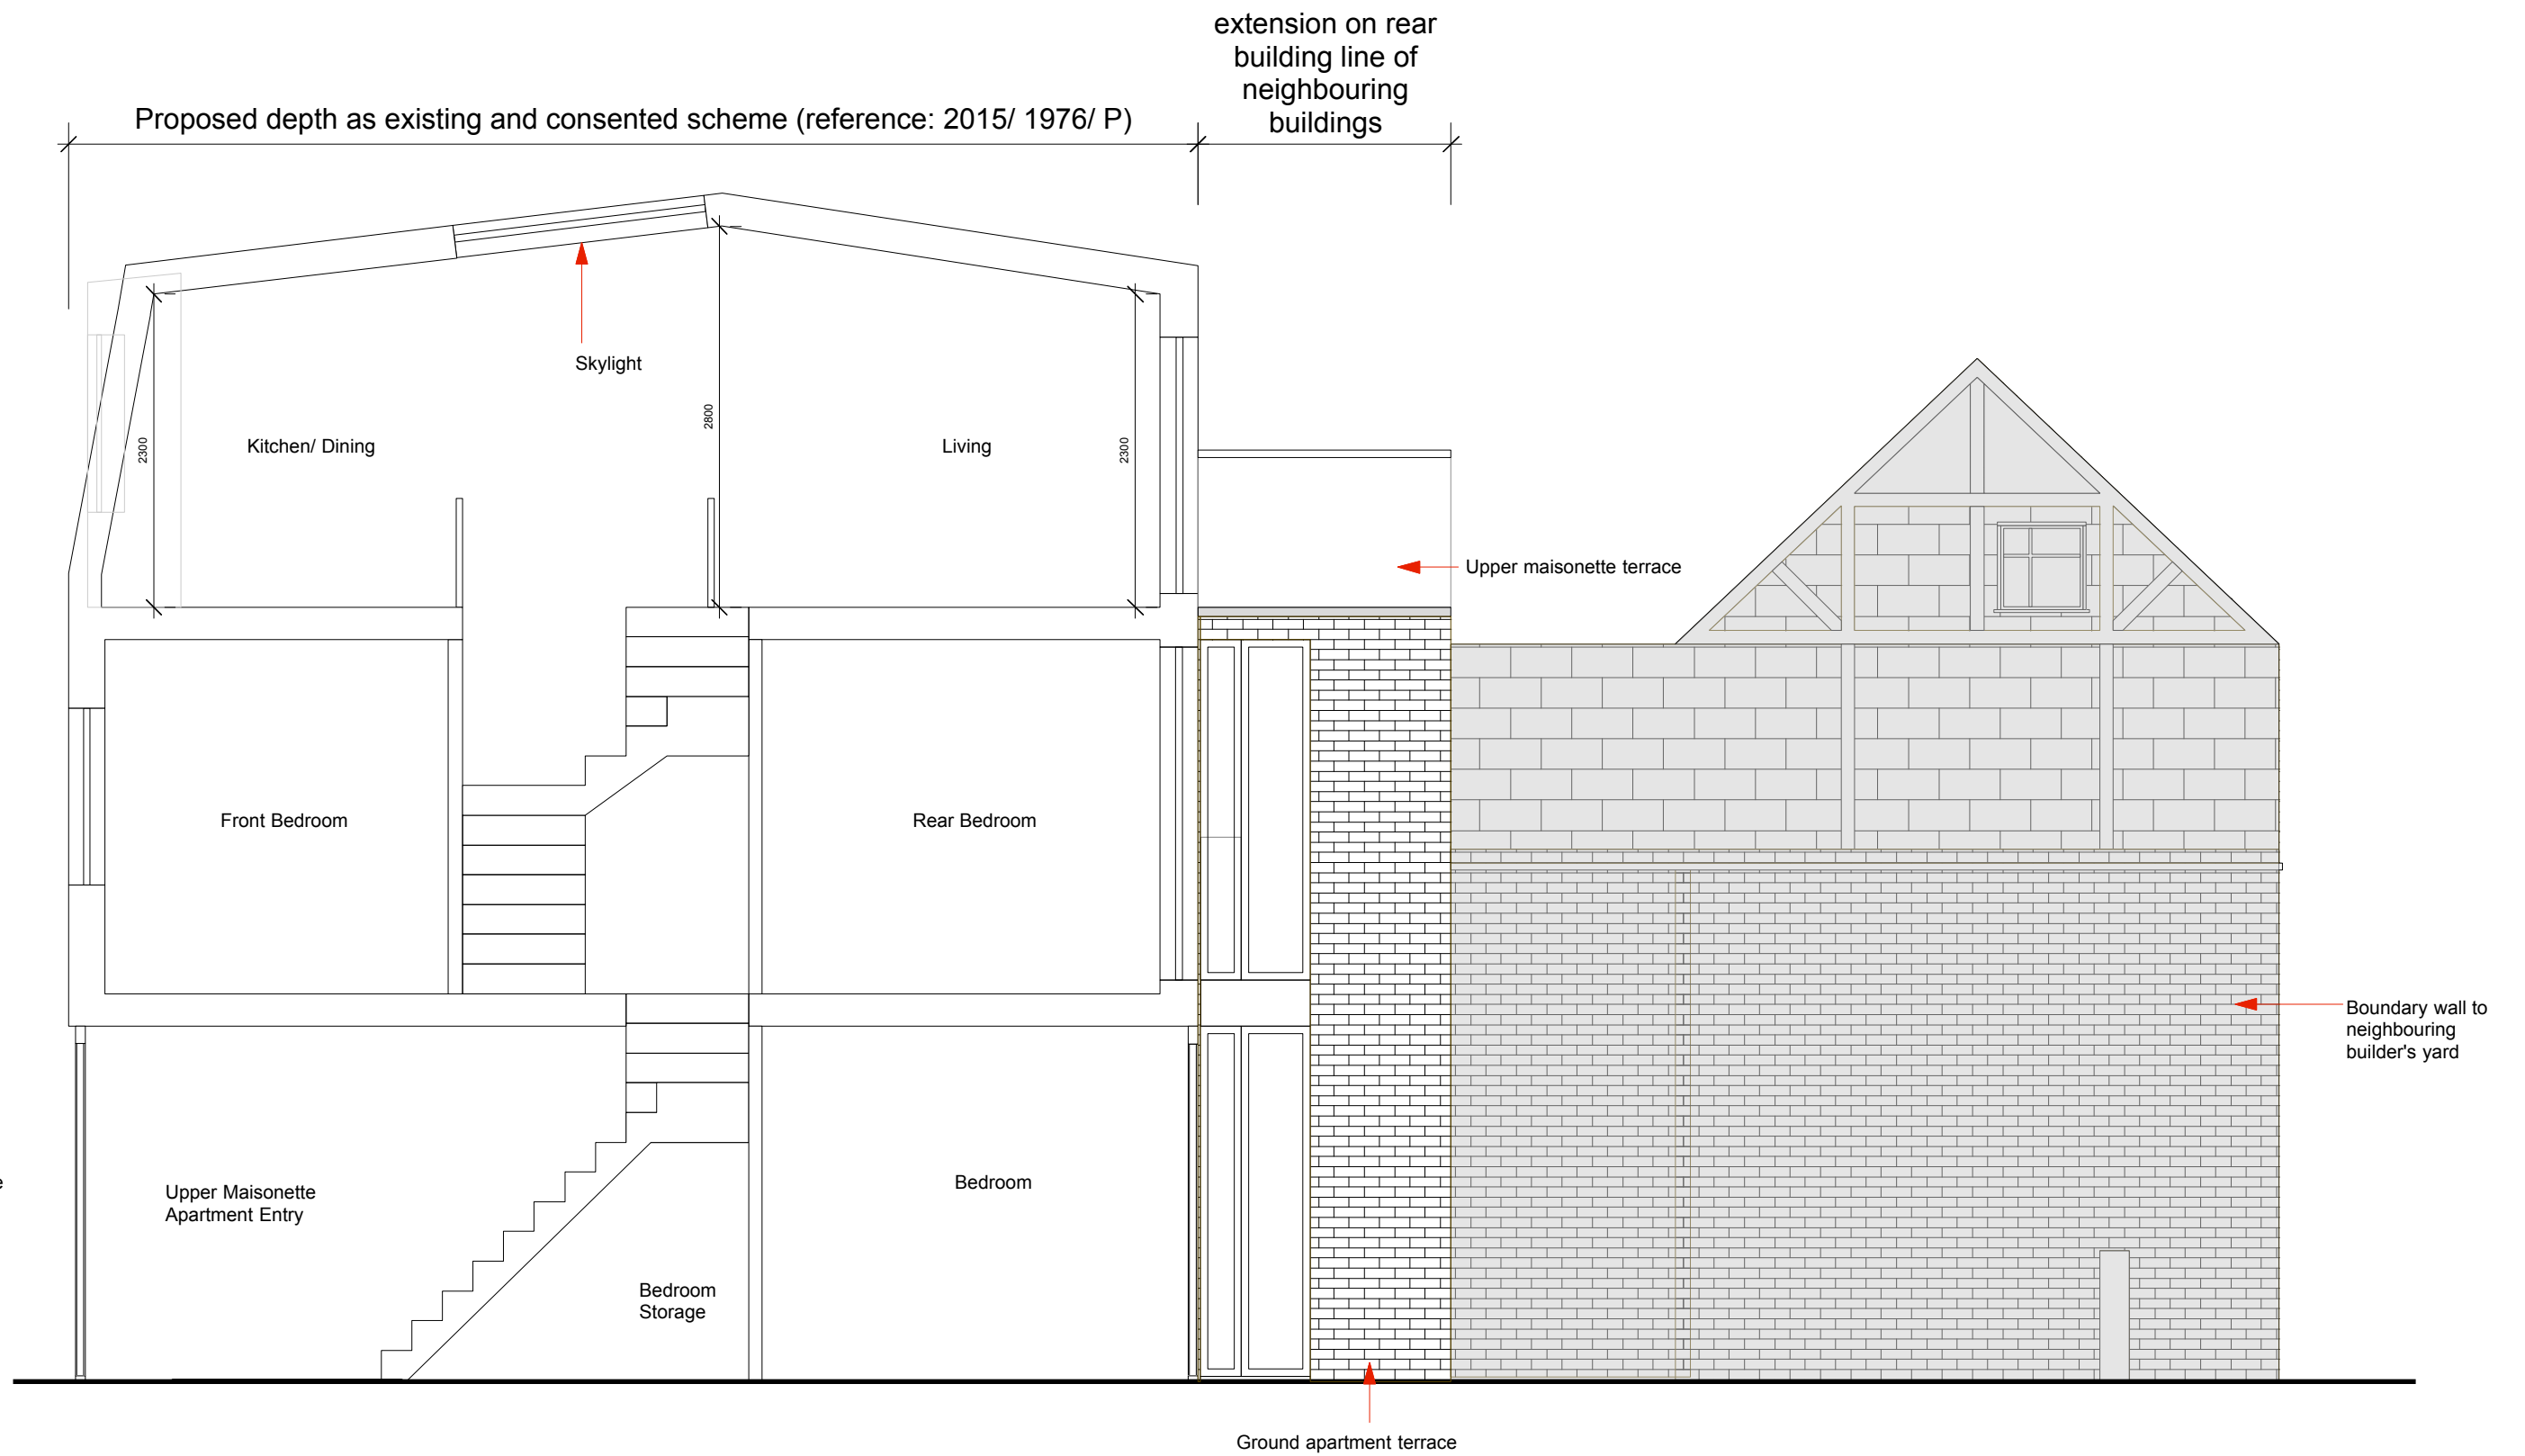 extension on rear
building line of
neighbouring
buildings
Proposed depth as existing and consented scheme (reference: 2015/ 1976/ P)
Skylight
2800
2300
Kitchen/ Dining
Living
2300
Upper maisonette terrace
Front Bedroom
Rear Bedroom
Boundary wall to
neighbouring
builder's yard
e
Upper Maisonette
Apartment Entry
Bedroom
Bedroom
Storage
Ground apartment terrace